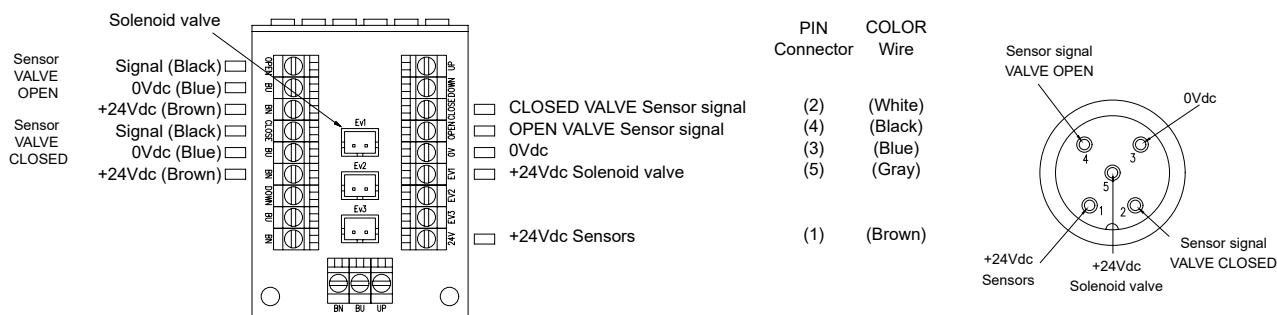 Solenoid valve
PIN COLOR
Connector Wire
Sensor
VALVE
OPEN
Signal (Black)
0Vdc (Blue)
+24Vdc (Brown)
Sensor
VALVE
CLOSED
Signal (Black)
0Vdc (Blue)
+24Vdc (Brown)
OPEN
BU
BN
CLOSE
BU
BN
DOWN
BU
BN
Ev1
Ev2
Ev3
UP
DOWN
CLOSE
OPEN
0V
EV1
EV2
EV3
24V
BN BU UP
CLOSED VALVE Sensor signal (2) (White)
OPEN VALVE Sensor signal (4) (Black)
0Vdc (3) (Blue)
+24Vdc Solenoid valve (5) (Gray)
+24Vdc Sensors (1) (Brown)
Sensor signal
VALVE OPEN
0Vdc
4 3
5
1 2
+24Vdc
Sensors
+24Vdc
Solenoid valve
Sensor signal
VALVE CLOSED